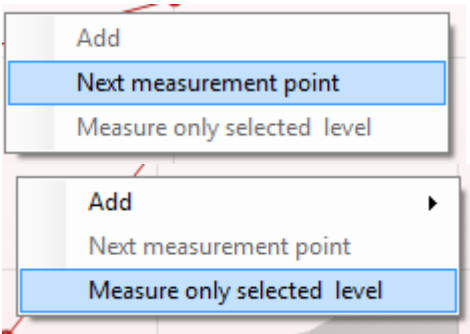 Add
Next measurement point
Measure only selected level
Add
Next measurement point
Measure only selected level